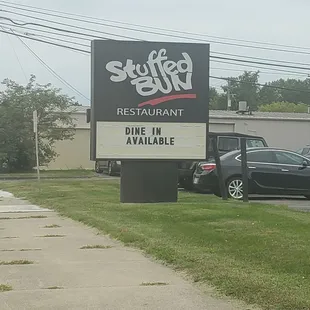 Stuffed
BUN
RESTAURANT
DINE IN
AVAILABLE